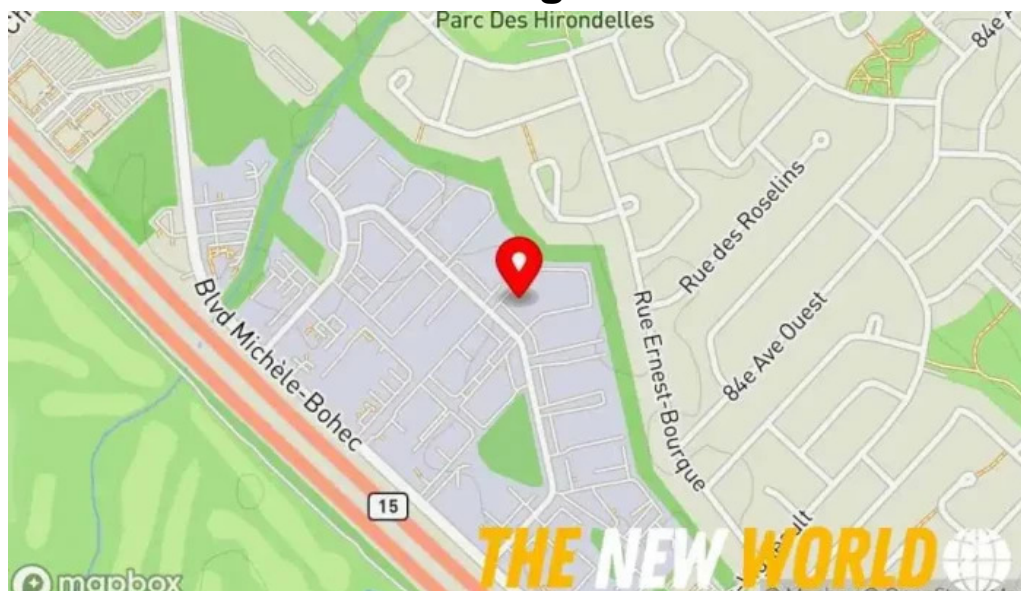 Parc Des Hirondelles
84e A
Rue des Roselins
Blvd Michèle-Bohec
Rue Ernest-Bourque
84e Ave Ouest
15
THE NEW WORLD
mapbox